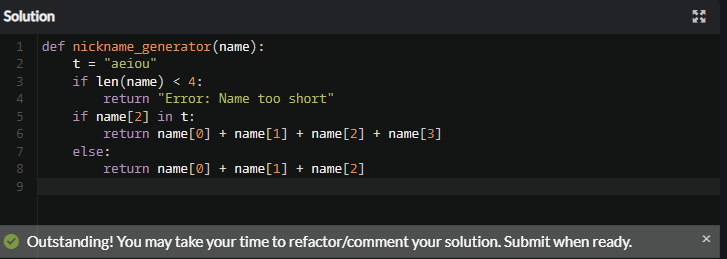 Solution
1 def nickname_generator(name):
2     t = "aeiou"
3     if len(name) < 4:
4         return "Error: Name too short"
5     if name[2] in t:
6         return name[0] + name[1] + name[2] + name[3]
7     else:
8         return name[0] + name[1] + name[2]
9
Outstanding! You may take your time to refactor/comment your solution. Submit when ready. ×